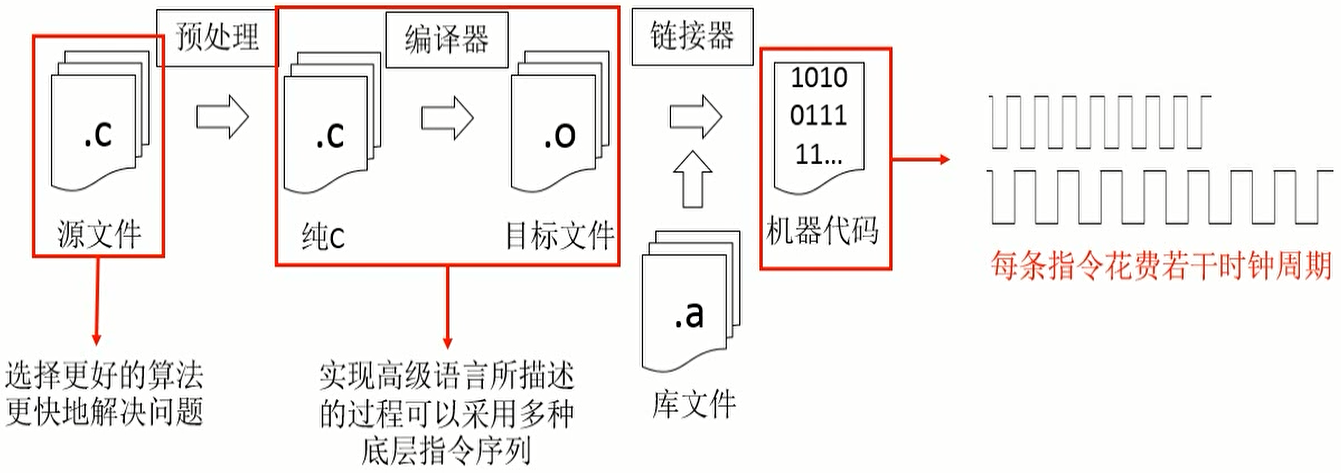 预处理
编译器
链接器
.c
.c
.o
1010
0111
11...
源文件
纯C
目标文件
机器代码
每条指令花费若干时钟周期
.a
库文件
选择更好的算法
更快地解决问题
实现高级语言所描述
的过程可以采用多种
底层指令序列